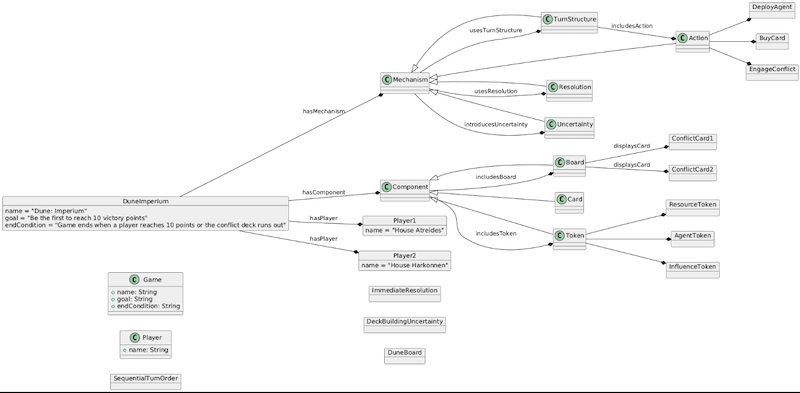 DeployAgent
C TurnStructure
usesTurnStructure
includesAction
C Action
BuyCard
EngageConflict
C Mechanism
C Resolution
usesResolution
hasMechanism
C Uncertainty
introducesUncertainty
ConflictCard1
displaysCard
C Board
displaysCard
ConflictCard2
includesBoard
C Component
hasComponent
C Card
DuneImperium
name = "Dune: Imperium"
goal = "Be the first to reach 10 victory points"
endCondition = "Game ends when a player reaches 10 points or the conflict deck runs out"
ResourceToken
hasPlayer
Player1
name = "House Atreides"
includesToken
C Token
AgentToken
hasPlayer
Player2
name = "House Harkonnen"
InfluenceToken
C Game
name: String
goal: String
endCondition: String
ImmediateResolution
DeckBuildingUncertainty
C Player
name: String
DuneBoard
SequentialTurnOrder